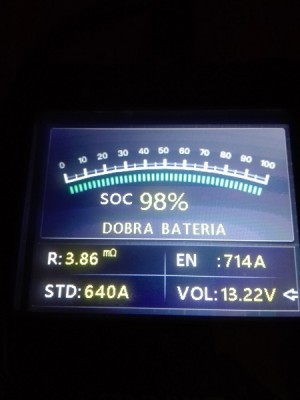 0 10 20 30 40 50 60 70 80 90 100
SOC 98%
DOBRA BATERIA
R: 3.86 mΩ EN : 714A
STD: 640A VOL: 13.22V